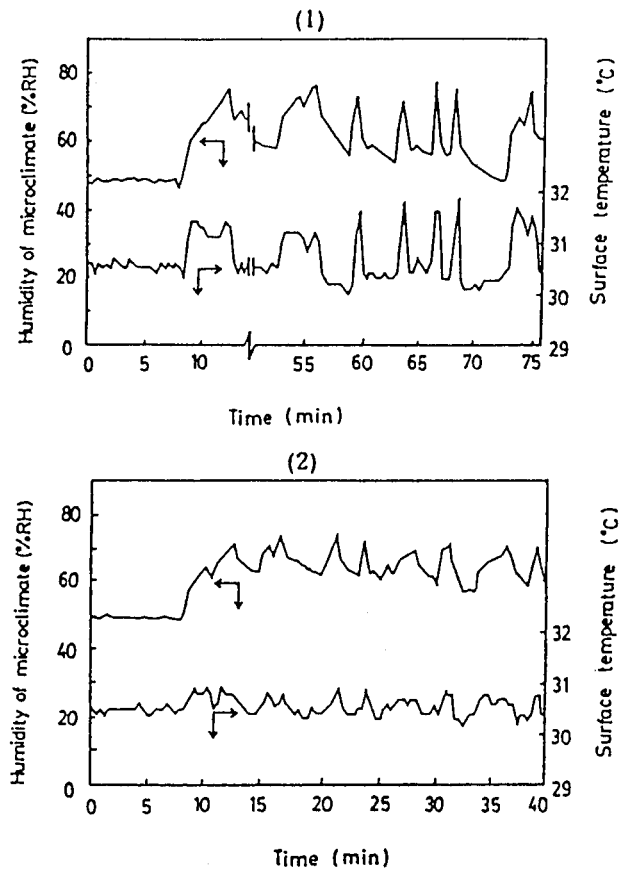 (1)
Humidity of microclimate (%RH)
80
60
40
20
0
32
31
30
29
Surface temperature (°C)
0 5 10 55 60 65 70 75
Time (min)
(2)
Humidity of microclimate (%RH)
80
60
40
20
0
32
31
30
29
Surface temperature (°C)
0 5 10 15 20 25 30 35 40
Time (min)